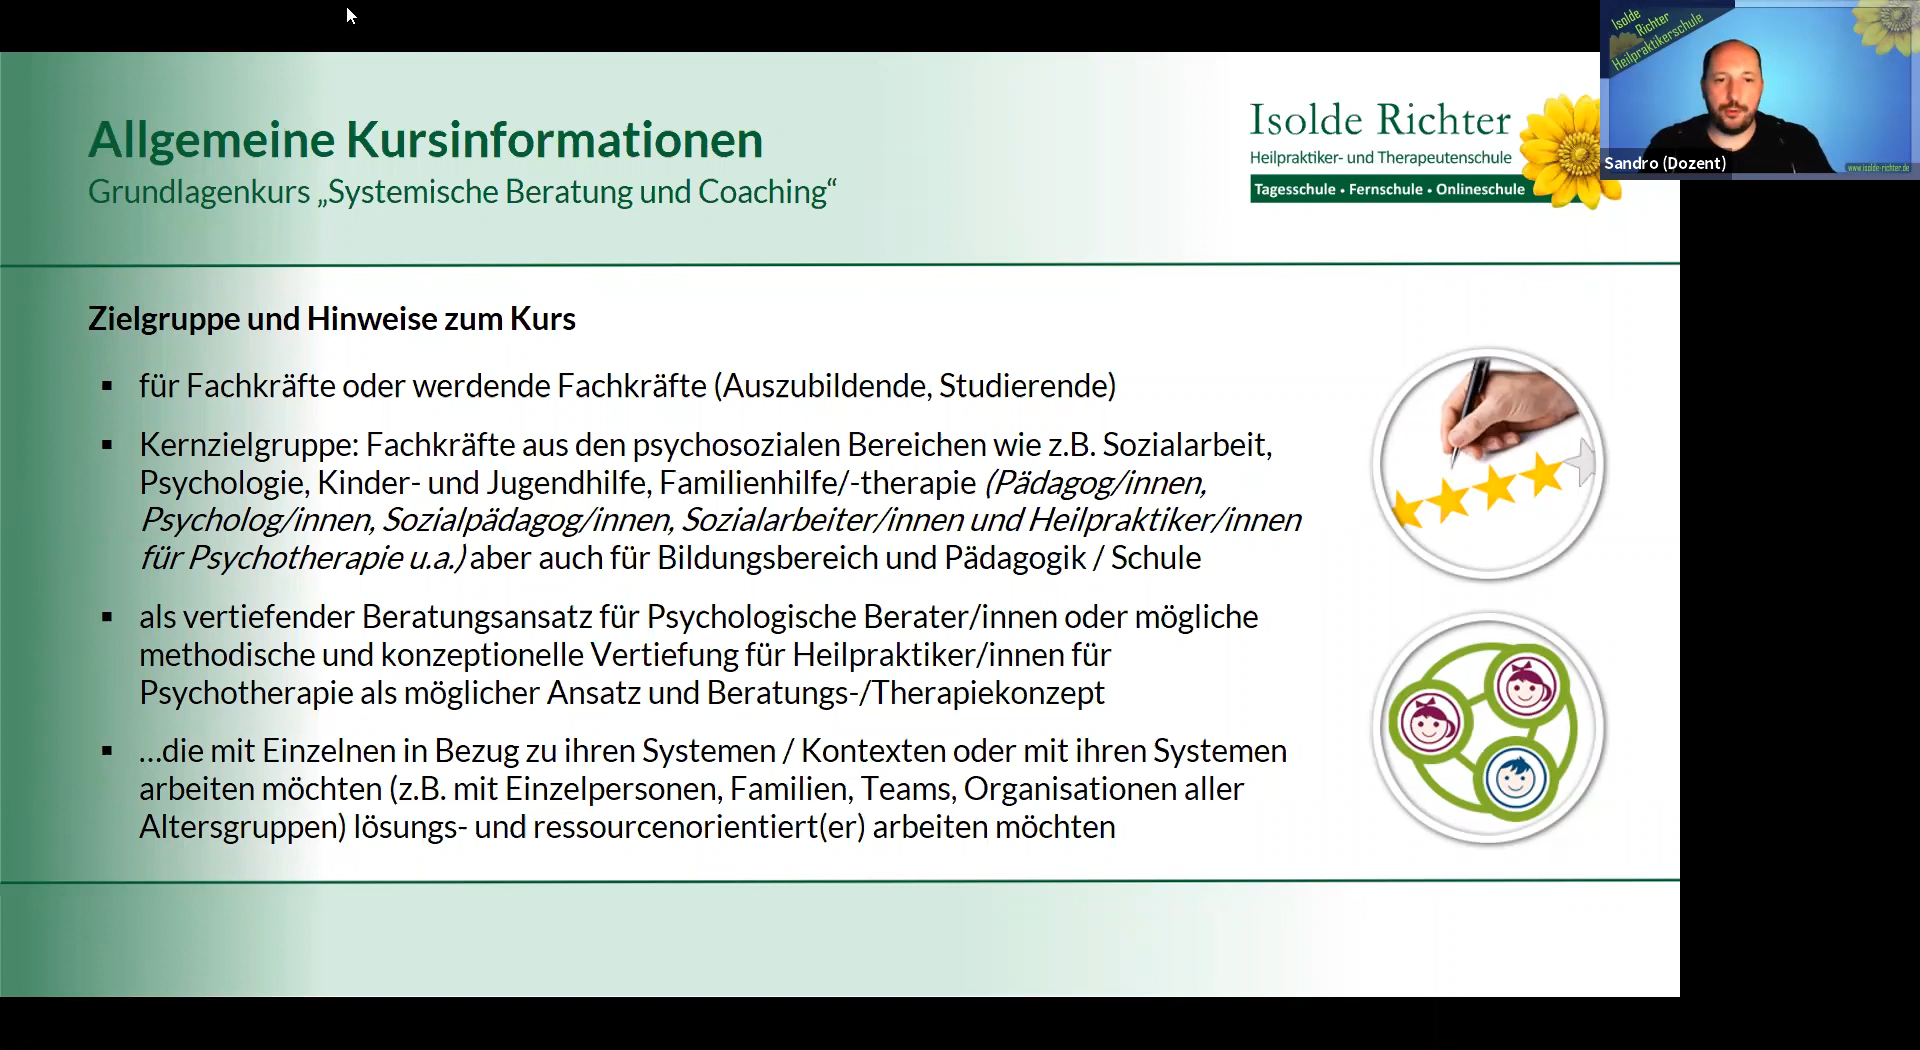 Allgemeine Kursinformationen
Grundlagenkurs „Systemische Beratung und Coaching“
Isolde Richter
Heilpraktiker- und Therapeutenschule
Tagesschule • Fernschule • Onlineschule
Isolde
Richter
Heilpraktikerschule
Sandro (Dozent)
www.isolde-richter.de
Zielgruppe und Hinweise zum Kurs
▪ für Fachkräfte oder werdende Fachkräfte (Auszubildende, Studierende)
▪ Kernzielgruppe: Fachkräfte aus den psychosozialen Bereichen wie z.B. Sozialarbeit,
Psychologie, Kinder- und Jugendhilfe, Familienhilfe/-therapie (Pädagog/innen,
Psycholog/innen, Sozialpädagog/innen, Sozialarbeiter/innen und Heilpraktiker/innen
für Psychotherapie u.a.) aber auch für Bildungsbereich und Pädagogik / Schule
▪ als vertiefender Beratungsansatz für Psychologische Berater/innen oder mögliche
methodische und konzeptionelle Vertiefung für Heilpraktiker/innen für
Psychotherapie als möglicher Ansatz und Beratungs-/Therapiekonzept
▪ …die mit Einzelnen in Bezug zu ihren Systemen / Kontexten oder mit ihren Systemen
arbeiten möchten (z.B. mit Einzelpersonen, Familien, Teams, Organisationen aller
Altersgruppen) lösungs- und ressourcenorientiert(er) arbeiten möchten